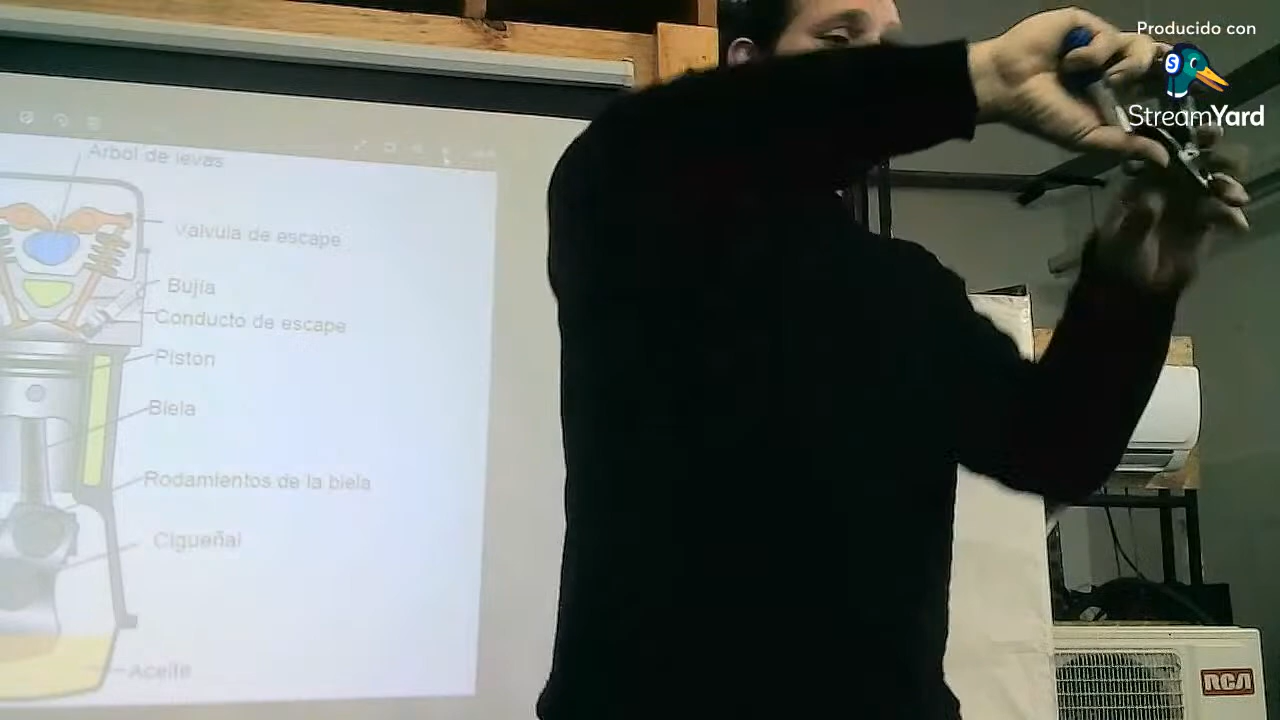 Producido con
StreamYard
Arbol de levas
Valvula de escape
Bujía
Conducto de escape
Piston
Biela
Rodamientos de la biela
Cigueñal
Aceite
RCA